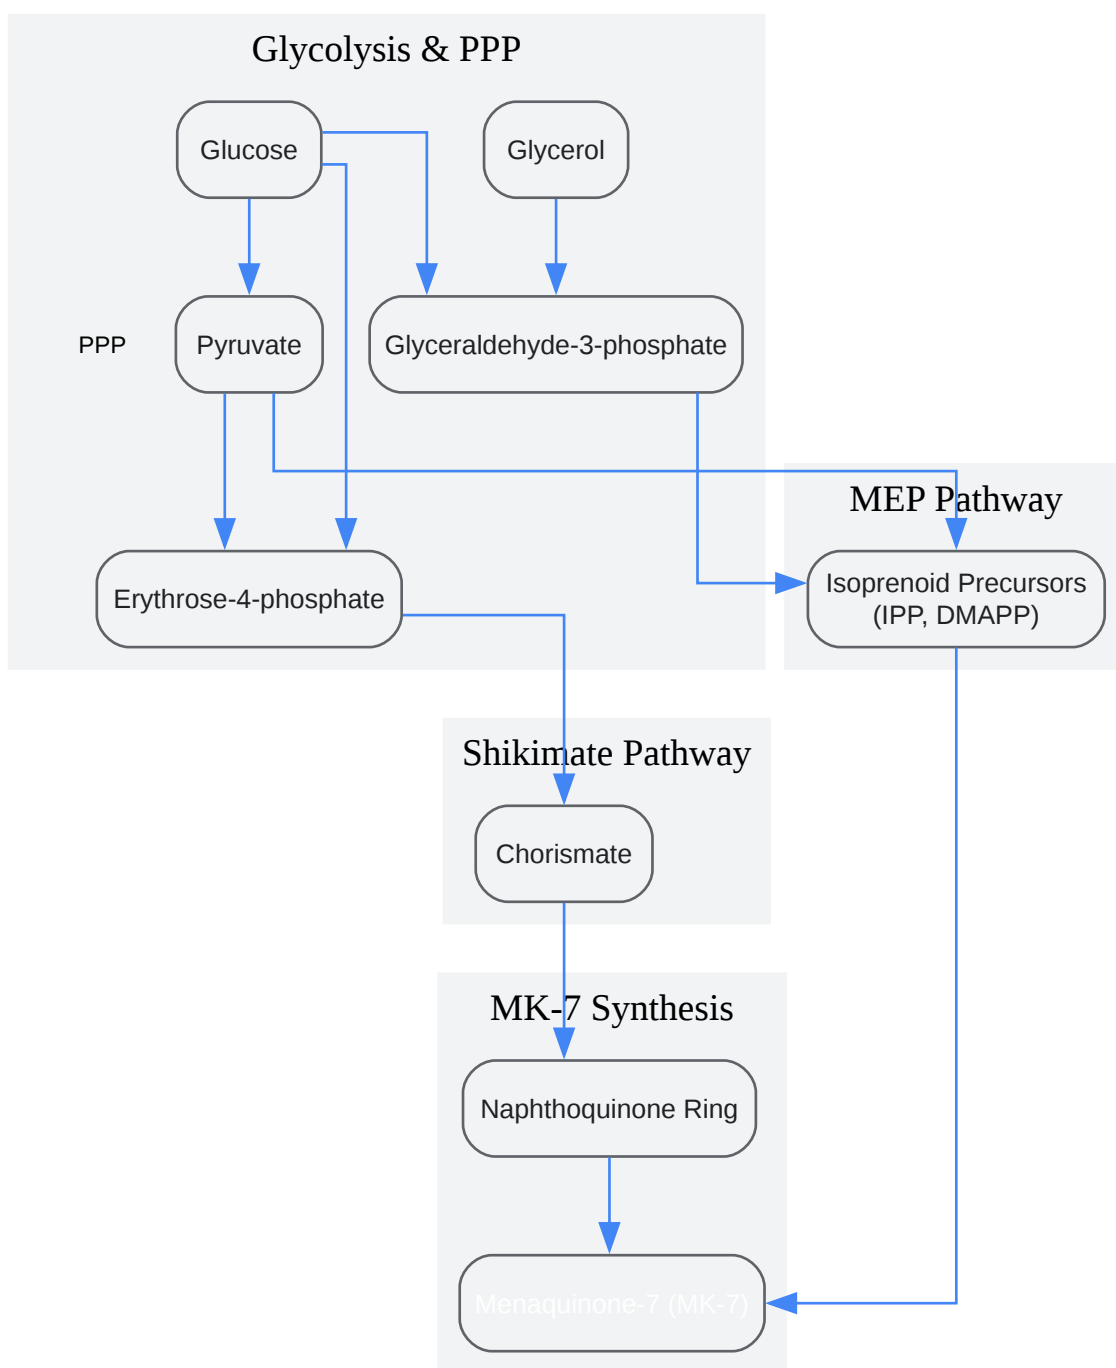 Glycolysis & PPP
Glucose
Glycerol
PPP
Pyruvate
Glyceraldehyde-3-phosphate
MEP Pathway
Erythrose-4-phosphate
Isoprenoid Precursors
(IPP, DMAPP)
Shikimate Pathway
Chorismate
MK-7 Synthesis
Naphthoquinone Ring
Menaquinone-7 (MK-7)